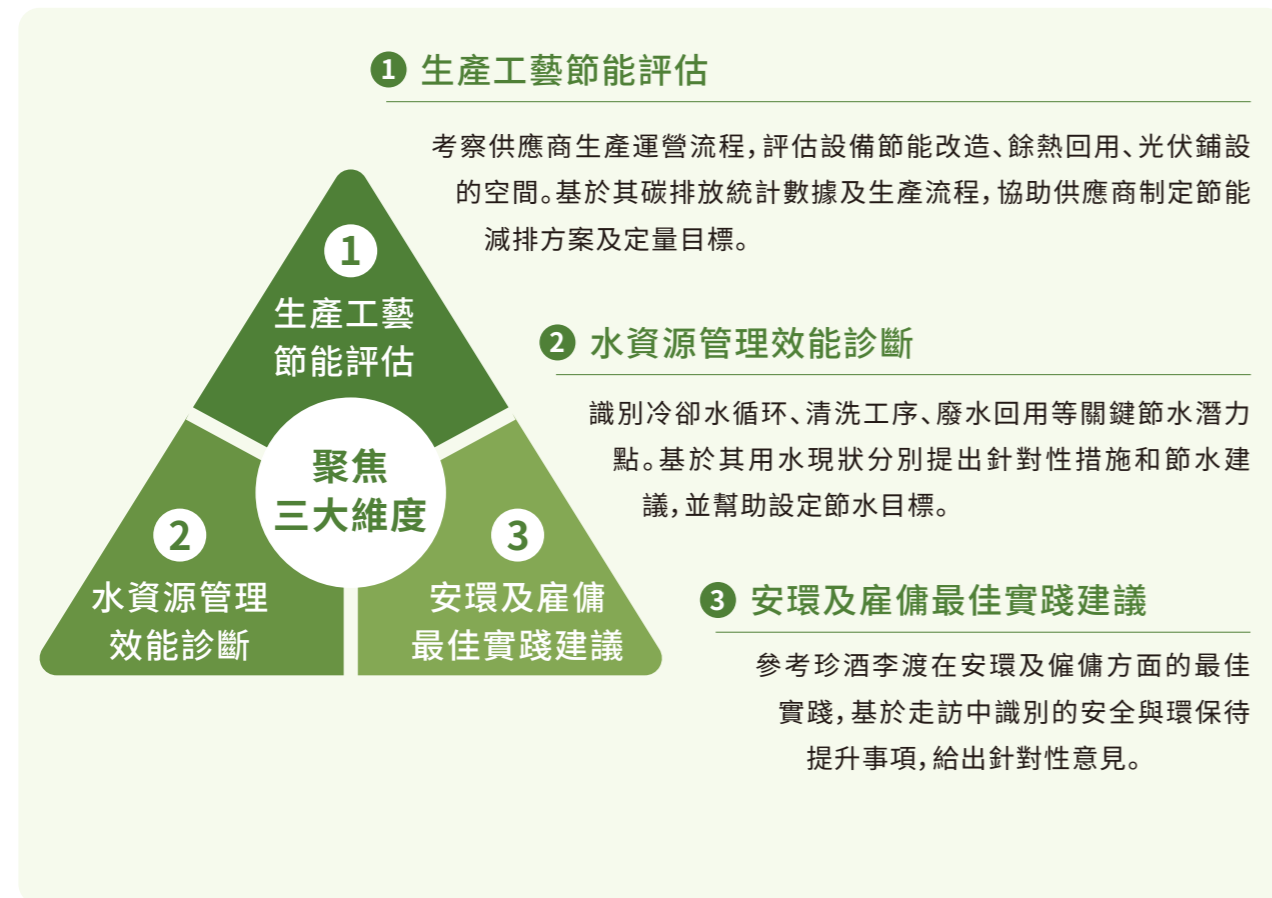 ❶ 生產工藝節能評估
考察供應商生產運營流程，評估設備節能改造、餘熱回用、光伏鋪設
的空間。基於其碳排放統計數據及生產流程，協助供應商制定節能
減排方案及定量目標。
1
生產工藝
節能評估
❷ 水資源管理效能診斷
識別冷卻水循环、清洗工序、廢水回用等關鍵節水潛力
點。基於其用水現狀分別提出針對性措施和節水建
議，並幫助設定節水目標。
聚焦
三大維度
2
水資源管理
效能診斷
3
安環及雇傭
最佳實踐建議
❸ 安環及雇傭最佳實踐建議
參考珍酒李渡在安環及僱傭方面的最佳
實踐，基於走訪中識別的安全與環保待
提升事項，給出針對性意見。